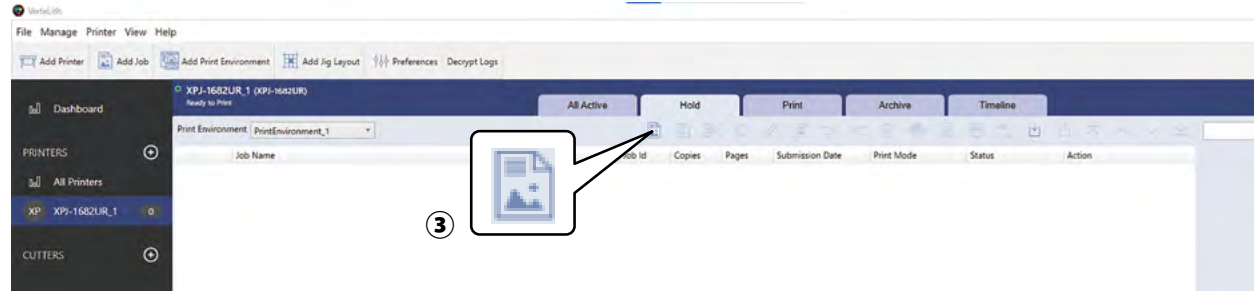 VerteLith
File Manage Printer View Help
Add Printer Add Job Add Print Environment Add Jig Layout Preferences Decrypt Logs
XPJ-1682UR_1 (XPJ-1682UR)
Ready to Print
All Active Hold Print Archive Timeline
Dashboard
Print Environment PrintEnvironment_1
Job Name Job Id Copies Pages Submission Date Print Mode Status Action
PRINTERS
All Printers
XP XPJ-1682UR_1 0
③
CUTTERS